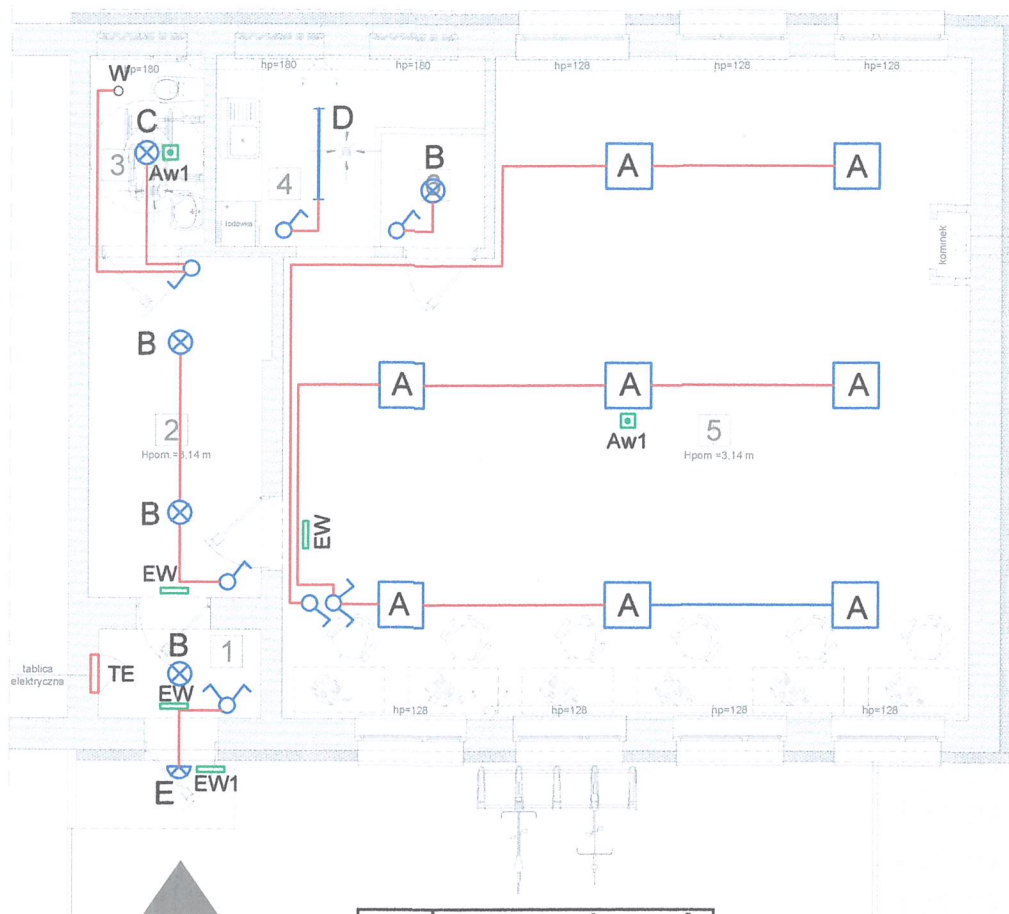 hp=180
hp=180
hp=180
hp=128
hp=128
hp=128
W
C
D
B
A
A
3
Aw1
4
lodówka
kominek
B
A
A
A
2
Hpom.=3,14 m
Aw1
5
Hpom =3,14 m
B
EW
EW
A
A
A
B
1
tablica
elektryczna
TE
EW
hp=128
hp=128
hp=128
hp=128
E
EW1